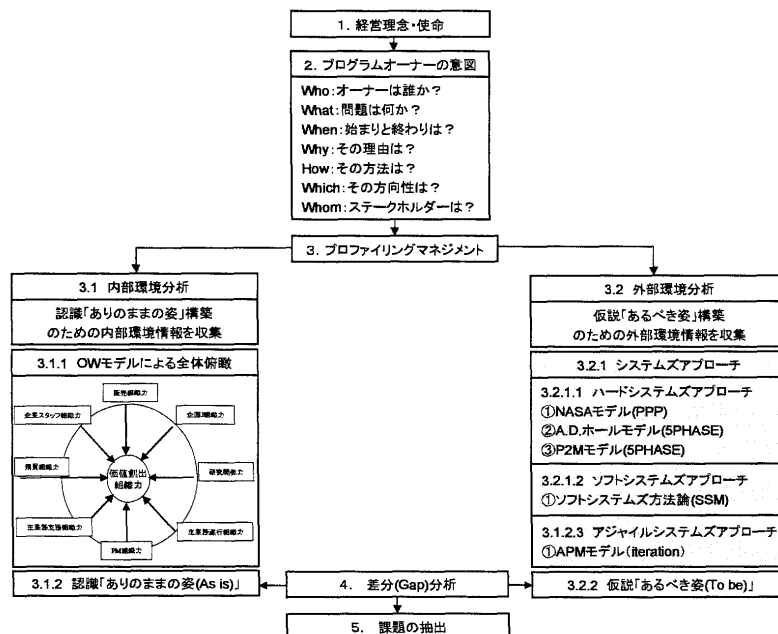 1. 経営理念・使命
2. プログラムオーナーの意図
Who:オーナーは誰か?
What:問題は何か?
When:始まりと終わりは?
Why:その理由は?
How:その方法は?
Which:その方向性は?
Whom:ステークホルダーは?
3. プロファイリングマネジメント
3.1 内部環境分析
認識「ありのままの姿」構築
のための内部環境情報を収集
3.1.1 OWモデルによる全体俯瞰
販売組織力
企業スタッフ組織力
購買組織力
研究開発力
価値創出
組織力
主業務支援組織力
主業務遂行組織力
PM組織力
3.1.2 認識「ありのままの姿(As is)」
3.2 外部環境分析
仮説「あるべき姿」構築
のための外部環境情報を収集
3.2.1 システムズアプローチ
3.2.1.1 ハードシステムズアプローチ
①NASAモデル(PPP)
②A.D.ホールモデル(5PHASE)
③P2Mモデル(5PHASE)
3.2.1.2 ソフトシステムズアプローチ
①ソフトシステムズ方法論(SSM)
3.1.2.3 アジャイルシステムズアプローチ
①APMモデル(iteration)
3.2.2 仮説「あるべき姿(To be)」
4. 差分(Gap)分析
5. 課題の抽出